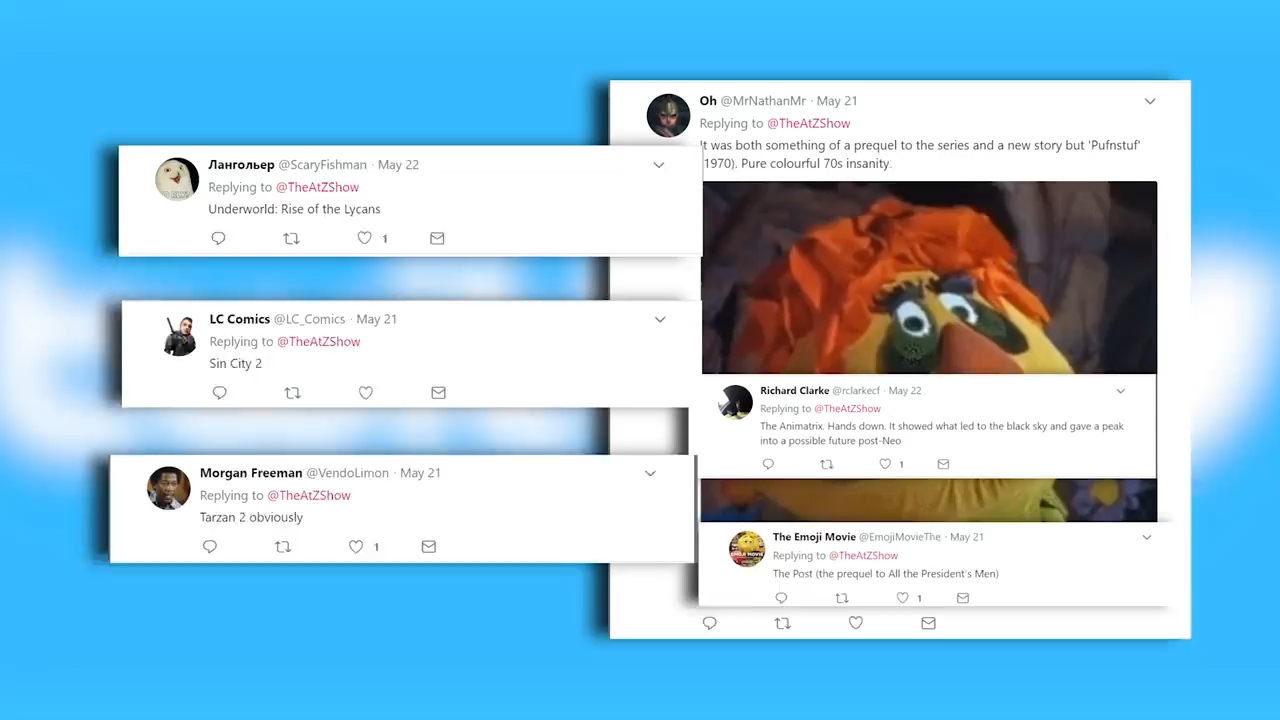 Лангольер @ScaryFishman · May 22
Replying to @TheAtZShow
Underworld: Rise of the Lycans
1
LC Comics @LC_Comics · May 21
Replying to @TheAtZShow
Sin City 2
Morgan Freeman @VendoLimon · May 21
Replying to @TheAtZShow
Tarzan 2 obviously
1
Oh @MrNathanMr · May 21
Replying to @TheAtZShow
It was both something of a prequel to the series and a new story but 'Pufnstuf'
1970). Pure colourful 70s insanity.
Richard Clarke @rclarkecf · May 22
Replying to @TheAtZShow
The Animatrix. Hands down. It showed what led to the black sky and gave a peak
into a possible future post-Neo
1
The Emoji Movie @EmojiMovieThe · May 21
Replying to @TheAtZShow
The Post (the prequel to All the President's Men)
1